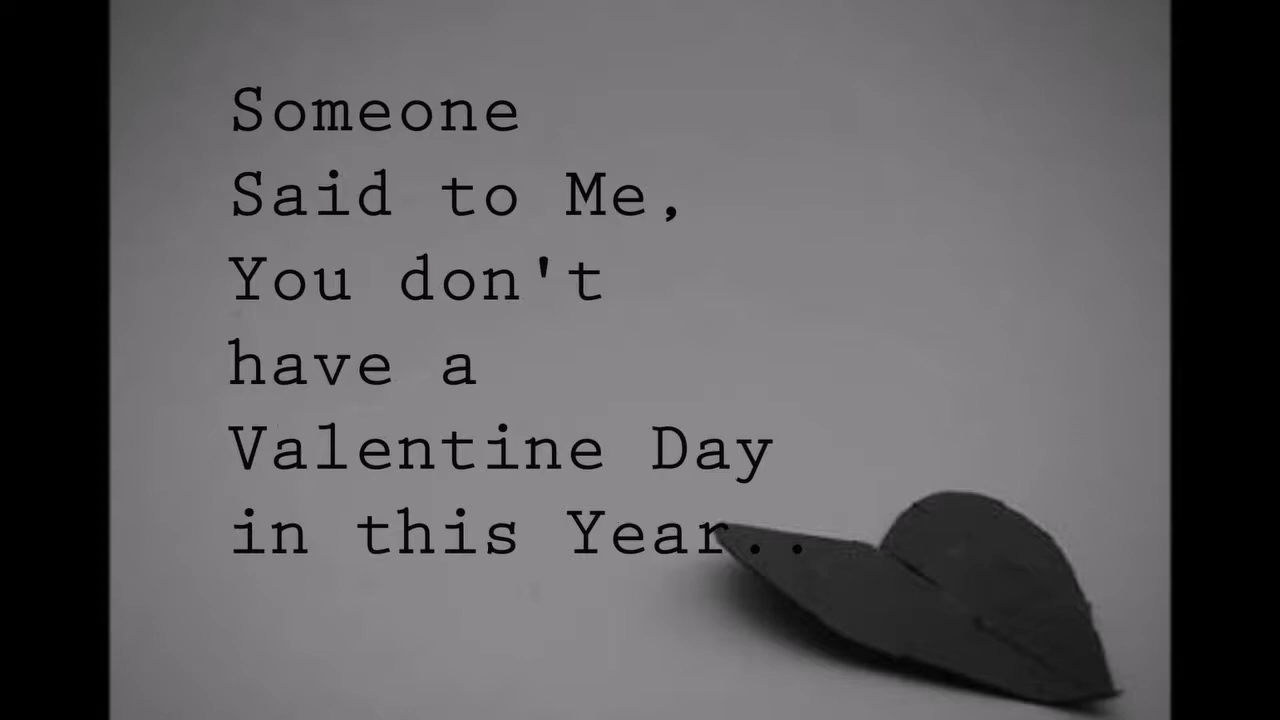 Someone
Said to Me,
You don't
have a
Valentine Day
in this Year..